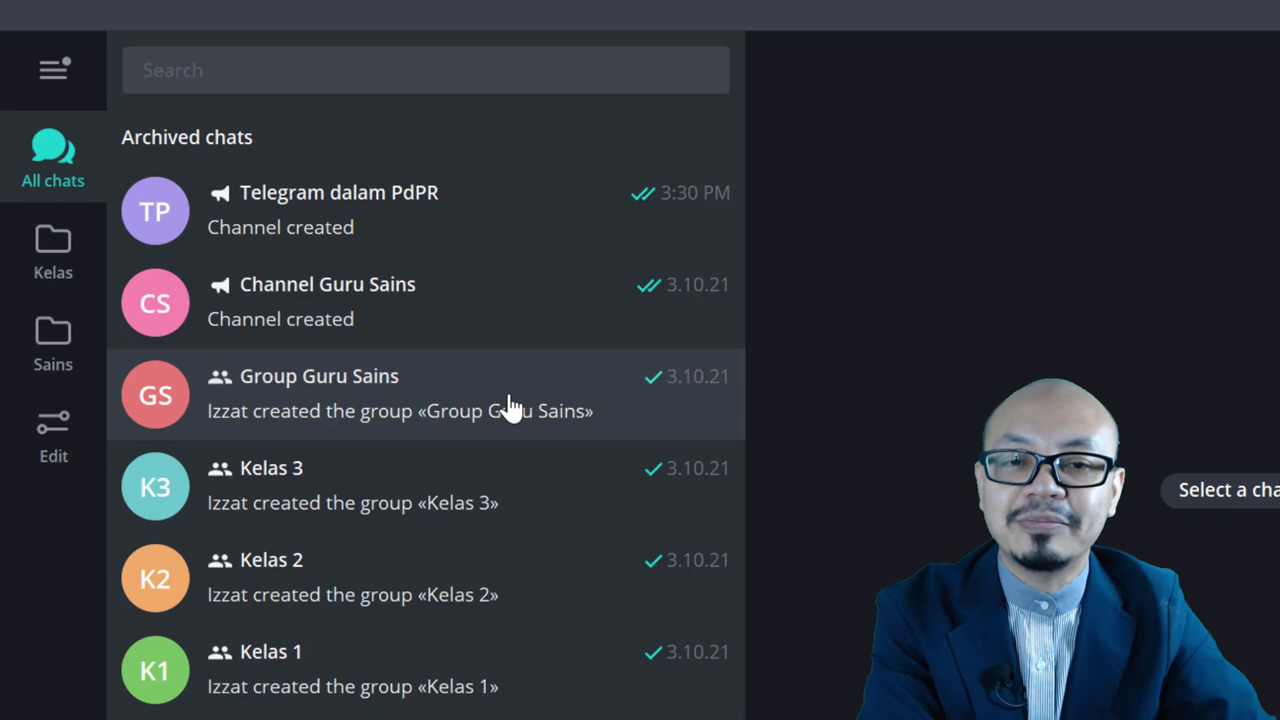 Search
Archived chats
All chats
Kelas
Sains
Edit
TP
Telegram dalam PdPR
3:30 PM
Channel created
CS
Channel Guru Sains
3.10.21
Channel created
GS
Group Guru Sains
3.10.21
Izzat created the group «Group Guru Sains»
K3
Kelas 3
3.10.21
Izzat created the group «Kelas 3»
K2
Kelas 2
3.10.21
Izzat created the group «Kelas 2»
K1
Kelas 1
3.10.21
Izzat created the group «Kelas 1»
Select a cha